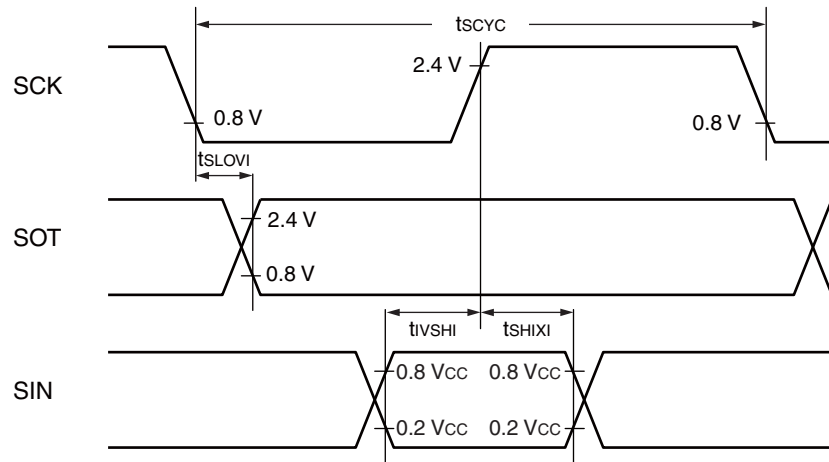 tSCYC
SCK
2.4 V
0.8 V
0.8 V
tSLOVI
SOT
2.4 V
0.8 V
tIVSHI
tSHIXI
SIN
0.8 VCC
0.8 VCC
0.2 VCC
0.2 VCC